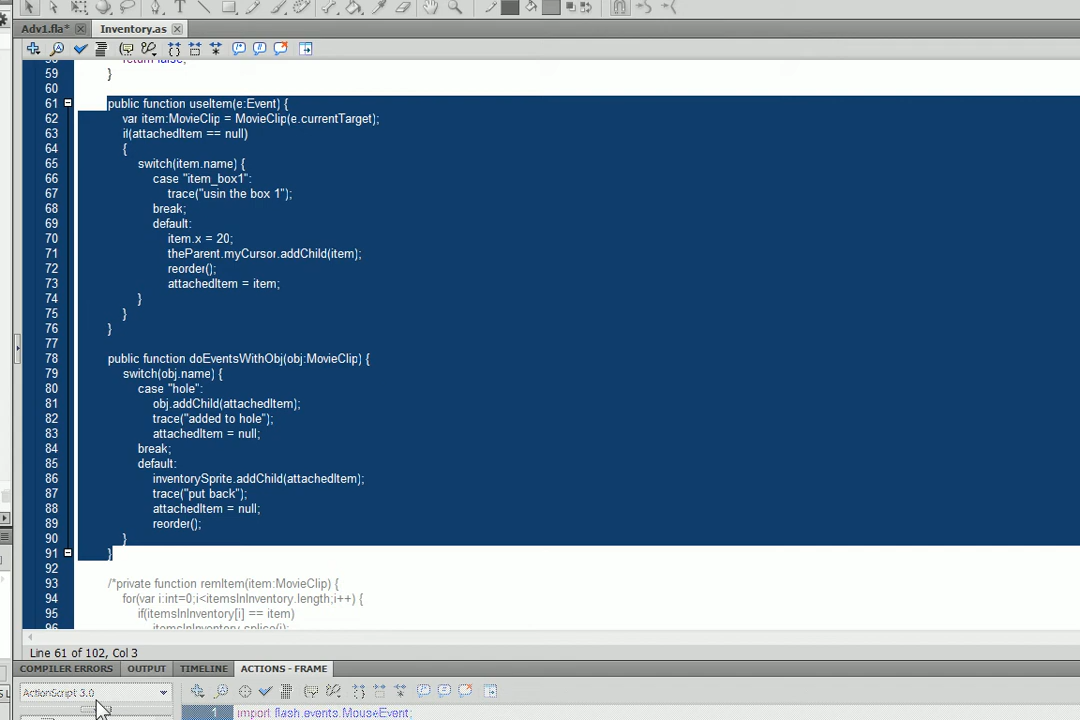 Adv1.fla*
Inventory.as
return false;
59 }
60
61 public function useItem(e:Event) {
62 var item:MovieClip = MovieClip(e.currentTarget);
63 if(attachedItem == null)
64 {
65 switch(item.name) {
66 case "item_box1":
67 trace("usin the box 1");
68 break;
69 default:
70 item.x = 20;
71 theParent.myCursor.addChild(item);
72 reorder();
73 attachedItem = item;
74 }
75 }
76 }
77
78 public function doEventsWithObj(obj:MovieClip) {
79 switch(obj.name) {
80 case "hole":
81 obj.addChild(attachedItem);
82 trace("added to hole");
83 attachedItem = null;
84 break;
85 default:
86 inventorySprite.addChild(attachedItem);
87 trace("put back");
88 attachedItem = null;
89 reorder();
90 }
91 }
92
93 /*private function remItem(item:MovieClip) {
94 for(var i:int=0;i<itemsInInventory.length;i++) {
95 if(itemsInInventory[i] == item)
96 itemsInInventory.splice(i);
Line 61 of 102, Col 3
COMPILER ERRORS OUTPUT TIMELINE ACTIONS - FRAME
ActionScript 3.0
1 import flash.events.MouseEvent;